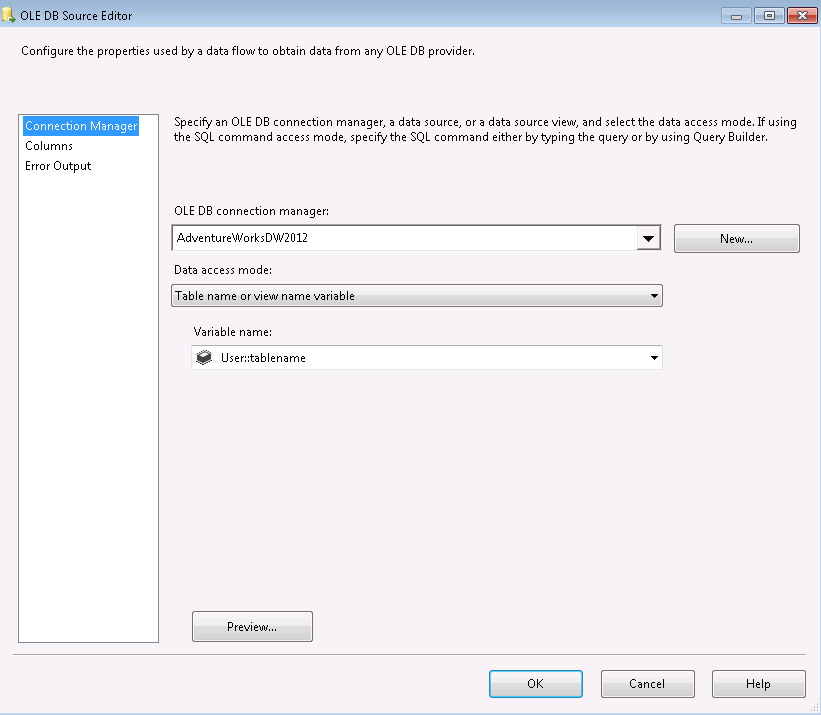 OLE DB Source Editor
Configure the properties used by a data flow to obtain data from any OLE DB provider.
Connection Manager
Columns
Error Output
Specify an OLE DB connection manager, a data source, or a data source view, and select the data access mode. If using
the SQL command access mode, specify the SQL command either by typing the query or by using Query Builder.
OLE DB connection manager:
AdventureWorksDW2012
New...
Data access mode:
Table name or view name variable
Variable name:
User::tablename
Preview...
OK
Cancel
Help